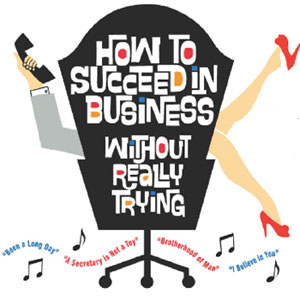 HOW TO
SUCCEED IN
BUSINESS
WITHOUT
REALLY
TRYING
"Been a Long Day"
"A Secretary Is Not a Toy"
"Brotherhood of Man"
"I Believe in You"